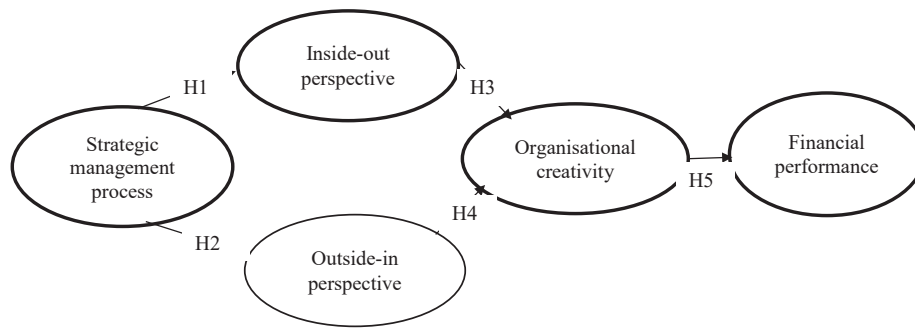 Inside-out
perspective
H1
H3
Strategic
management
process
Organisational
creativity
Financial
performance
H5
H4
H2
Outside-in
perspective